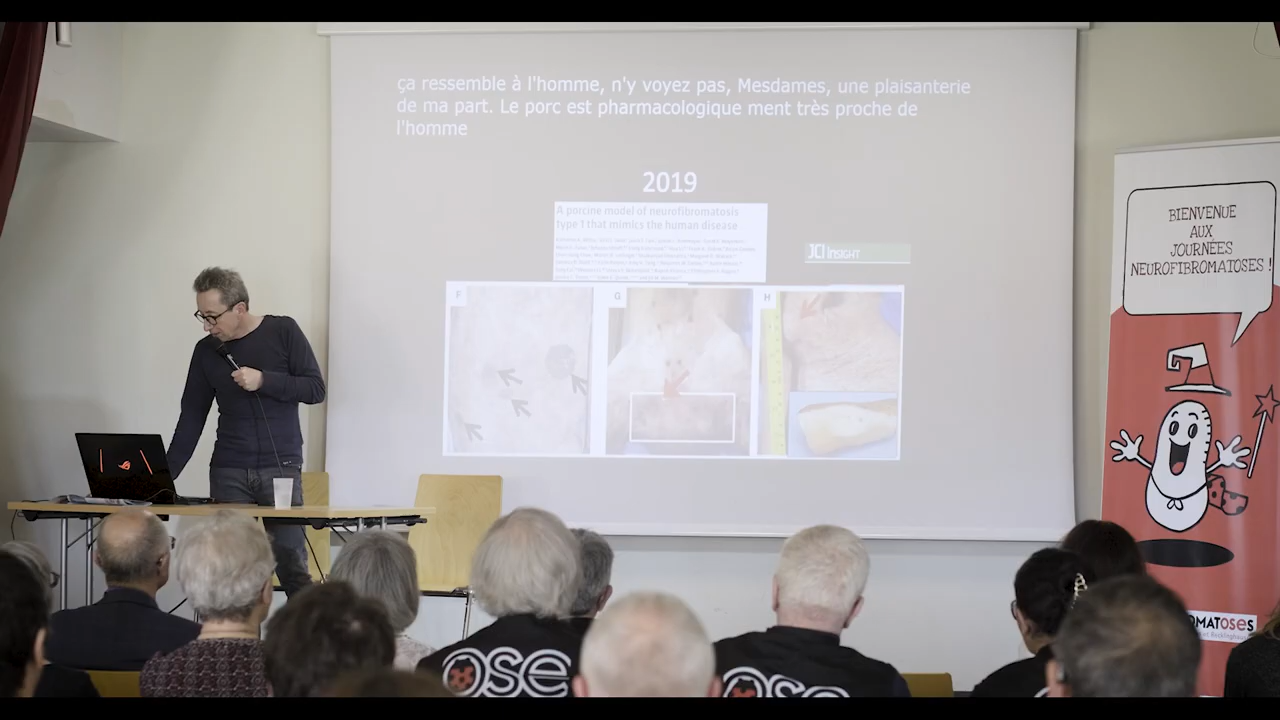 ça ressemble à l'homme, n'y voyez pas, Mesdames, une plaisanterie
de ma part. Le porc est pharmacologique ment très proche de
l'homme
2019
A porcine model of neurofibromatosis
type 1 that mimics the human disease
JCI INSIGHT
F
G
H
BIENVENUE
AUX
JOURNÉES
NEUROFIBROMATOSES !
OMATOSES
ose
ose